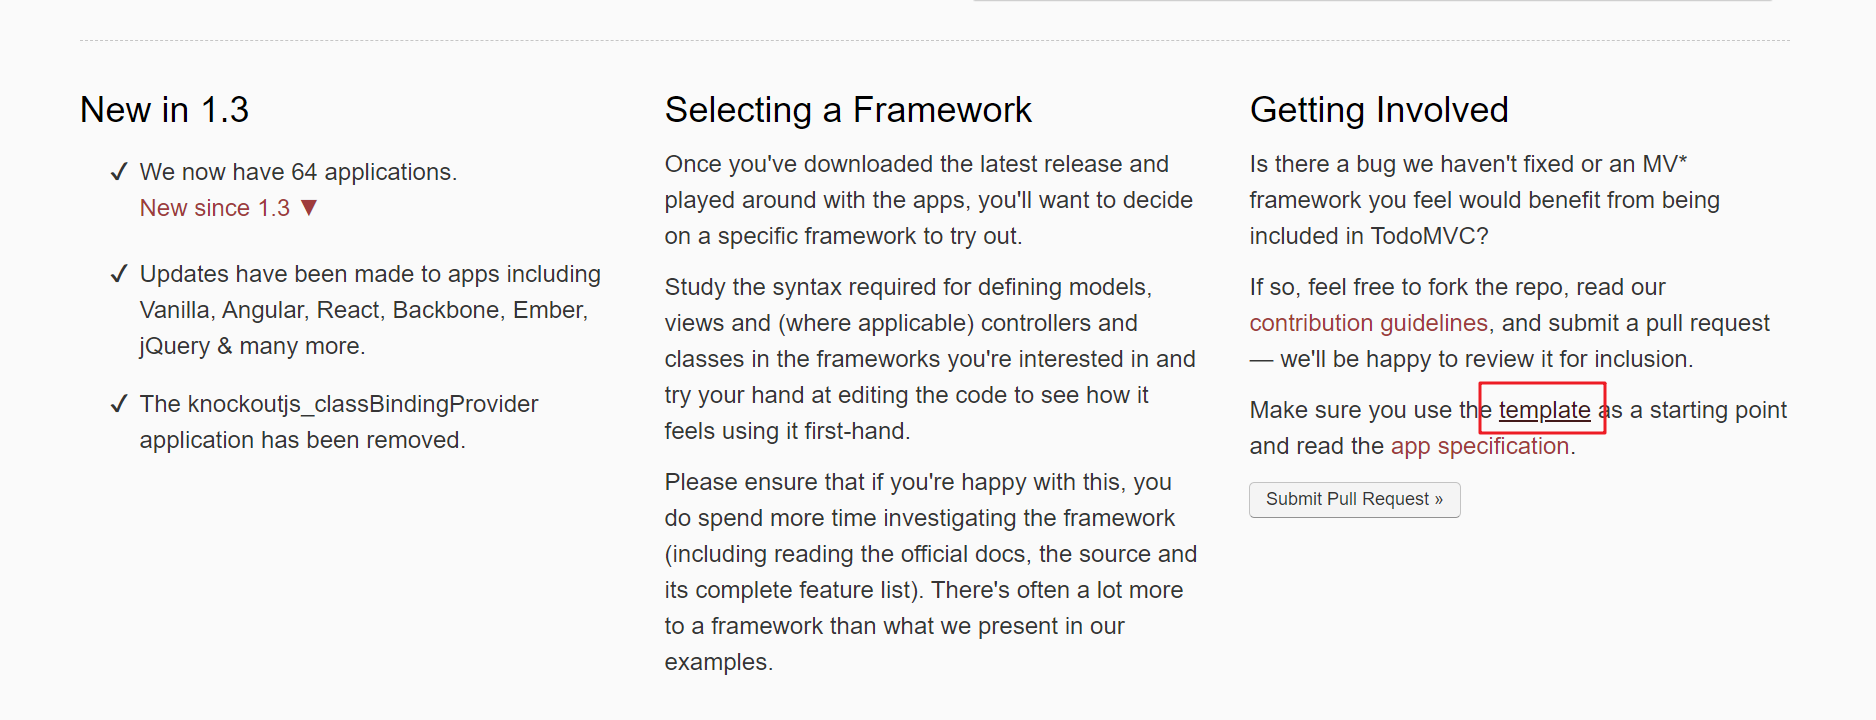 New in 1.3
✓ We now have 64 applications.
New since 1.3 ▼
✓ Updates have been made to apps including
Vanilla, Angular, React, Backbone, Ember,
jQuery & many more.
✓ The knockoutjs_classBindingProvider
application has been removed.
Selecting a Framework
Once you've downloaded the latest release and
played around with the apps, you'll want to decide
on a specific framework to try out.
Study the syntax required for defining models,
views and (where applicable) controllers and
classes in the frameworks you're interested in and
try your hand at editing the code to see how it
feels using it first-hand.
Please ensure that if you're happy with this, you
do spend more time investigating the framework
(including reading the official docs, the source and
its complete feature list). There's often a lot more
to a framework than what we present in our
examples.
Getting Involved
Is there a bug we haven't fixed or an MV*
framework you feel would benefit from being
included in TodoMVC?
If so, feel free to fork the repo, read our
contribution guidelines, and submit a pull request
— we'll be happy to review it for inclusion.
Make sure you use the template as a starting point
and read the app specification.
Submit Pull Request »